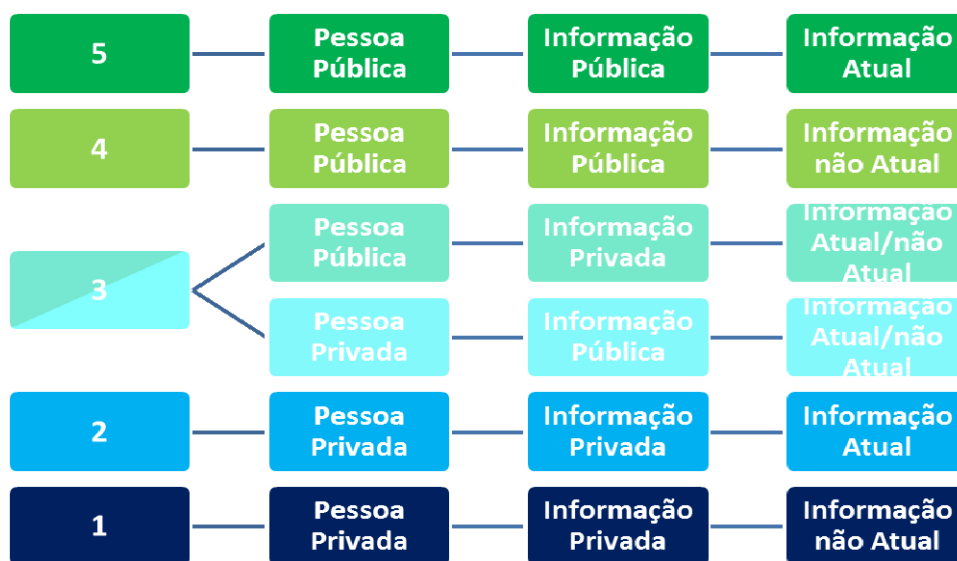 5
Pessoa
Pública
Informação
Pública
Informação
Atual
4
Pessoa
Pública
Informação
Pública
Informação
não Atual
3
Pessoa
Pública
Informação
Privada
Informação
Atual/não
Atual
Pessoa
Privada
Informação
Pública
Informação
Atual/não
Atual
2
Pessoa
Privada
Informação
Privada
Informação
Atual
1
Pessoa
Privada
Informação
Privada
Informação
não Atual